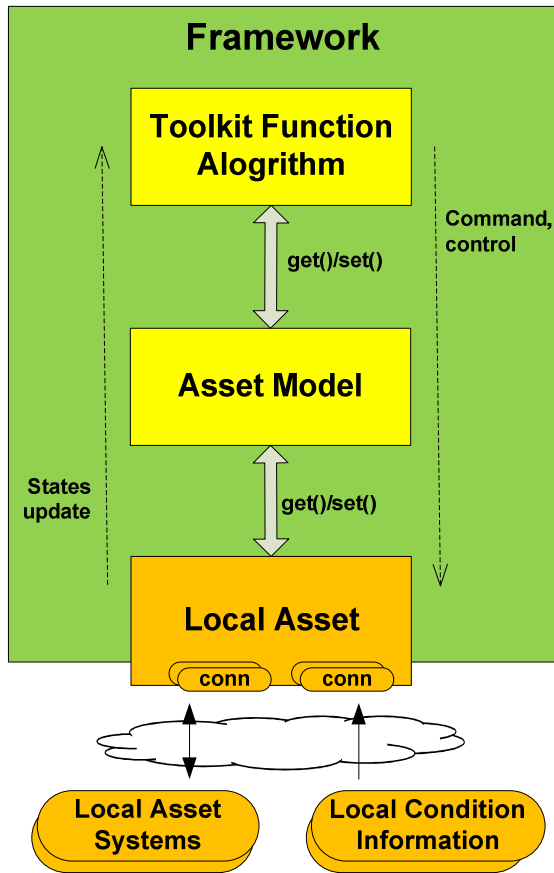 Framework
Toolkit Function
Alogrithm
Command,
control
get()/set()
Asset Model
States
update
get()/set()
Local Asset
conn
conn
Local Asset
Systems
Local Condition
Information